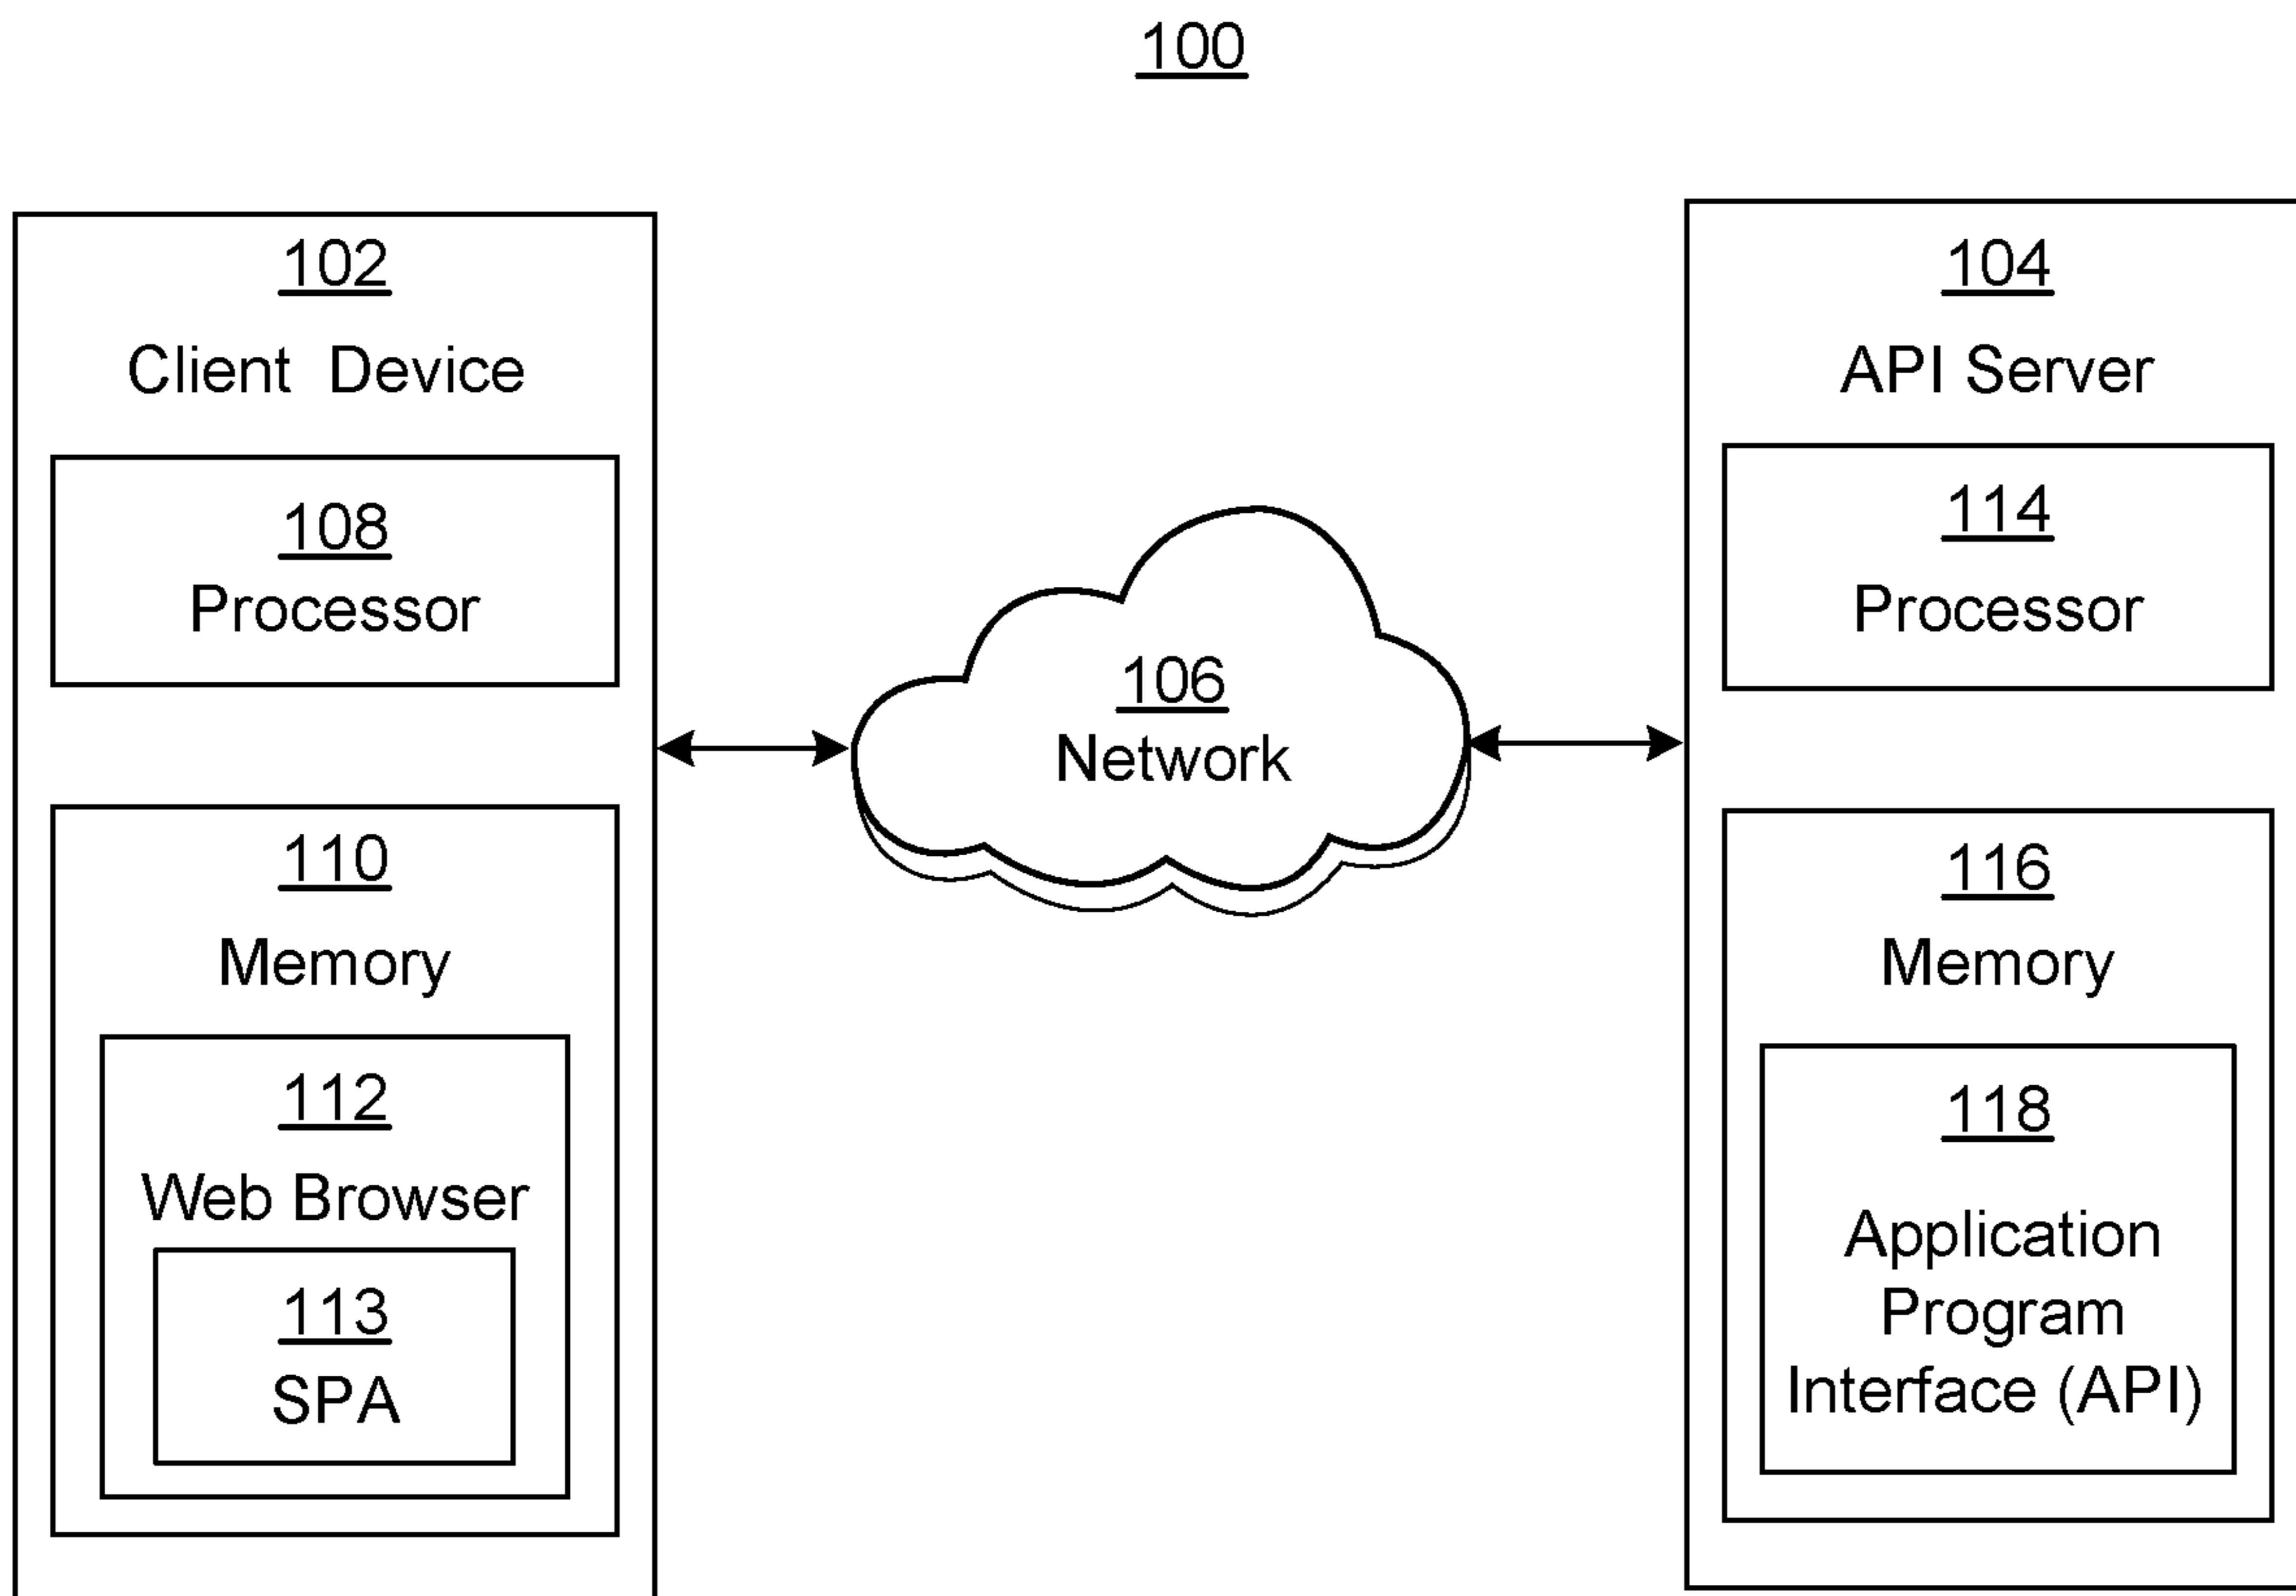 100
102
Client Device
108
Processor
110
Memory
112
Web Browser
113
SPA
106
Network
104
API Server
114
Processor
116
Memory
118
Application
Program
Interface (API)